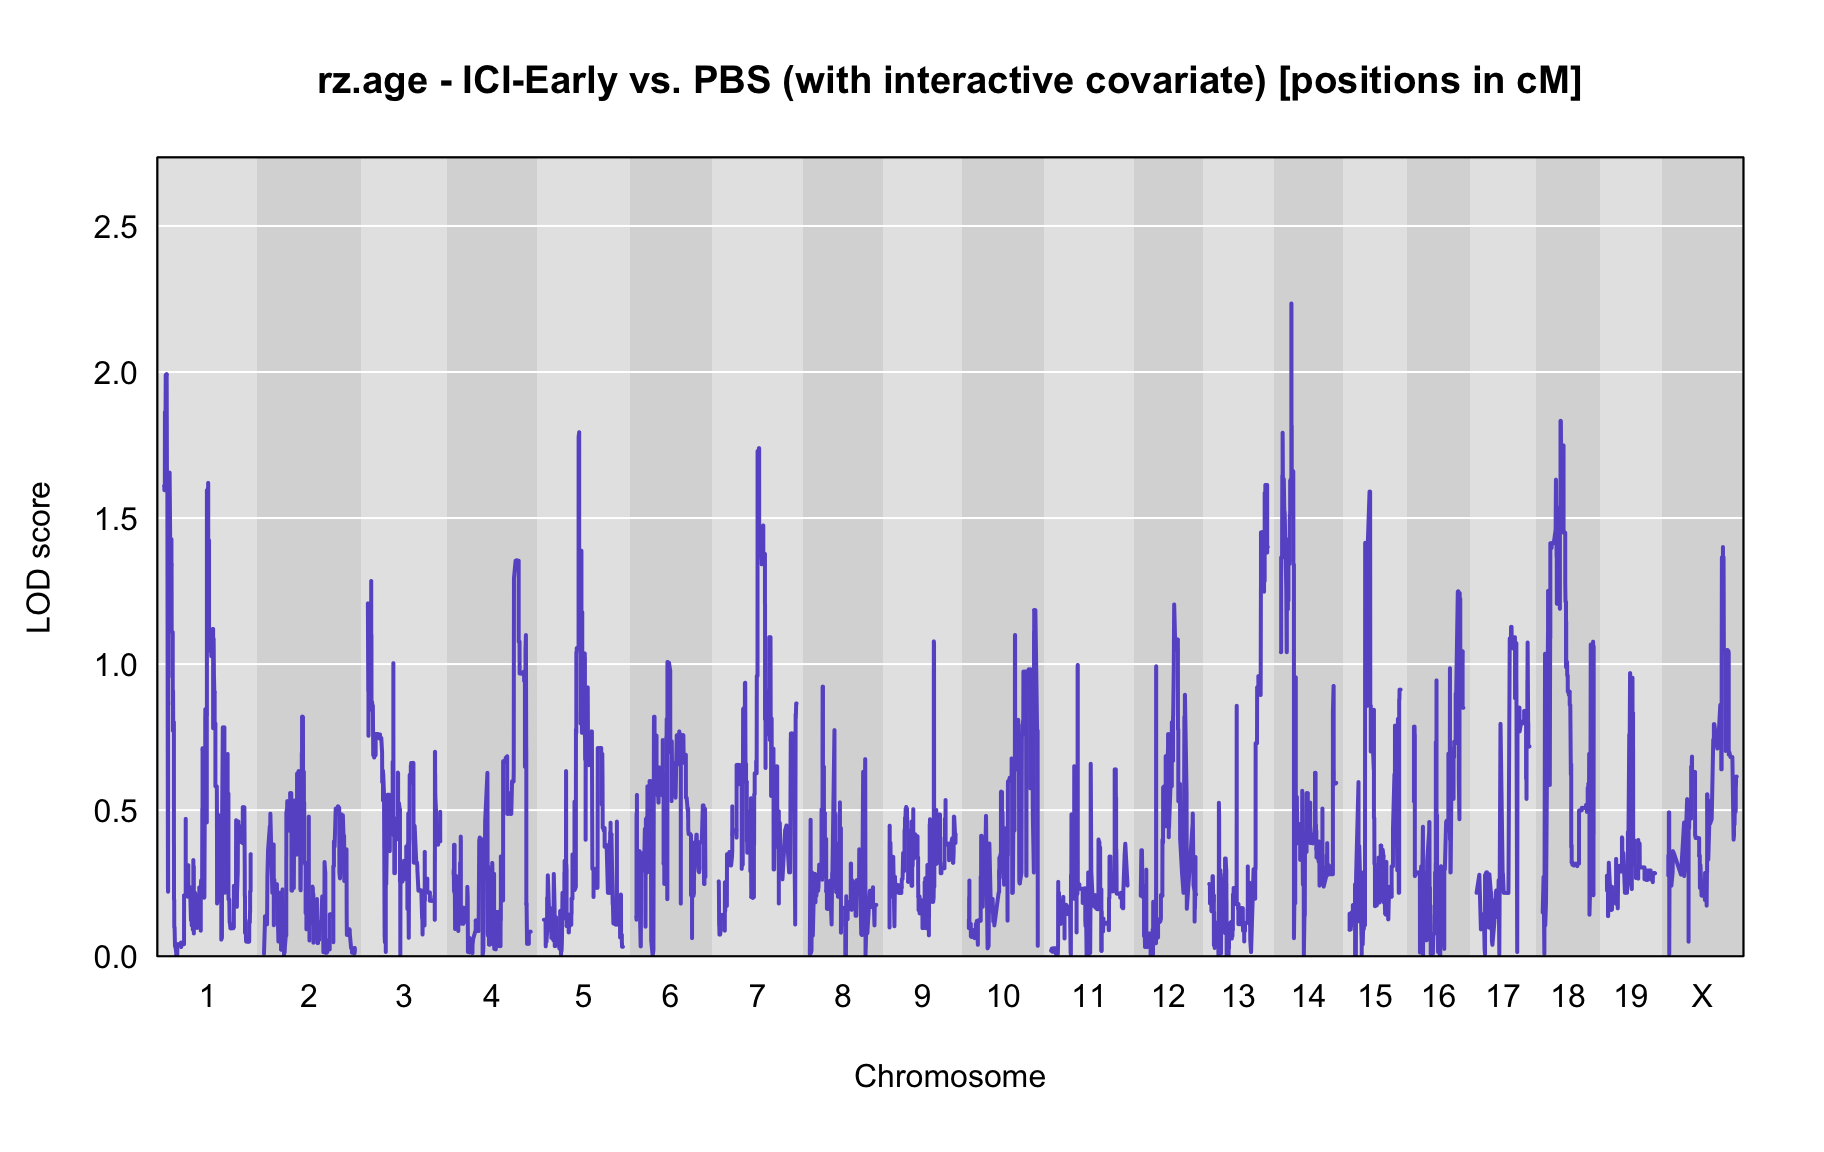 rz.age - ICI-Early vs. PBS (with interactive covariate) [positions in cM]
LOD score
2.5
2.0
1.5
1.0
0.5
0.0
1 2 3 4 5 6 7 8 9 10 11 12 13 14 15 16 17 18 19 X
Chromosome